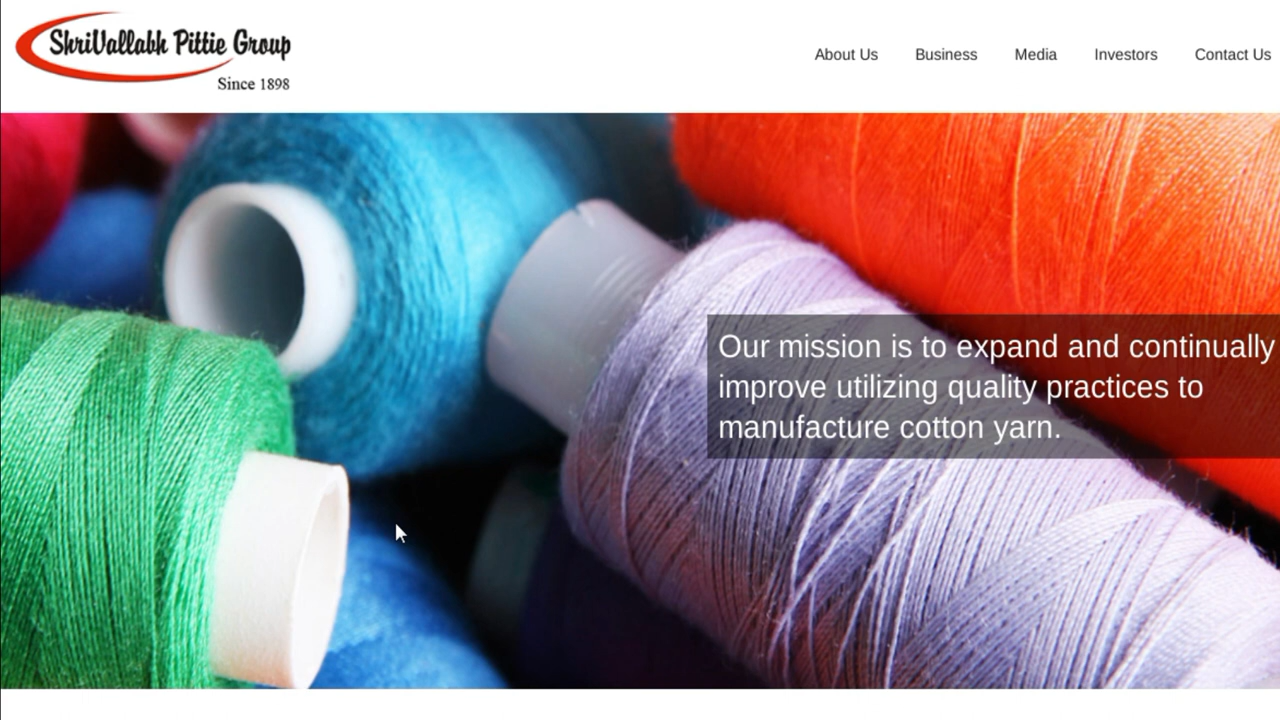 ShriVallabh Pittie Group
Since 1898
About Us
Business
Media
Investors
Contact Us
Our mission is to expand and continually
improve utilizing quality practices to
manufacture cotton yarn.